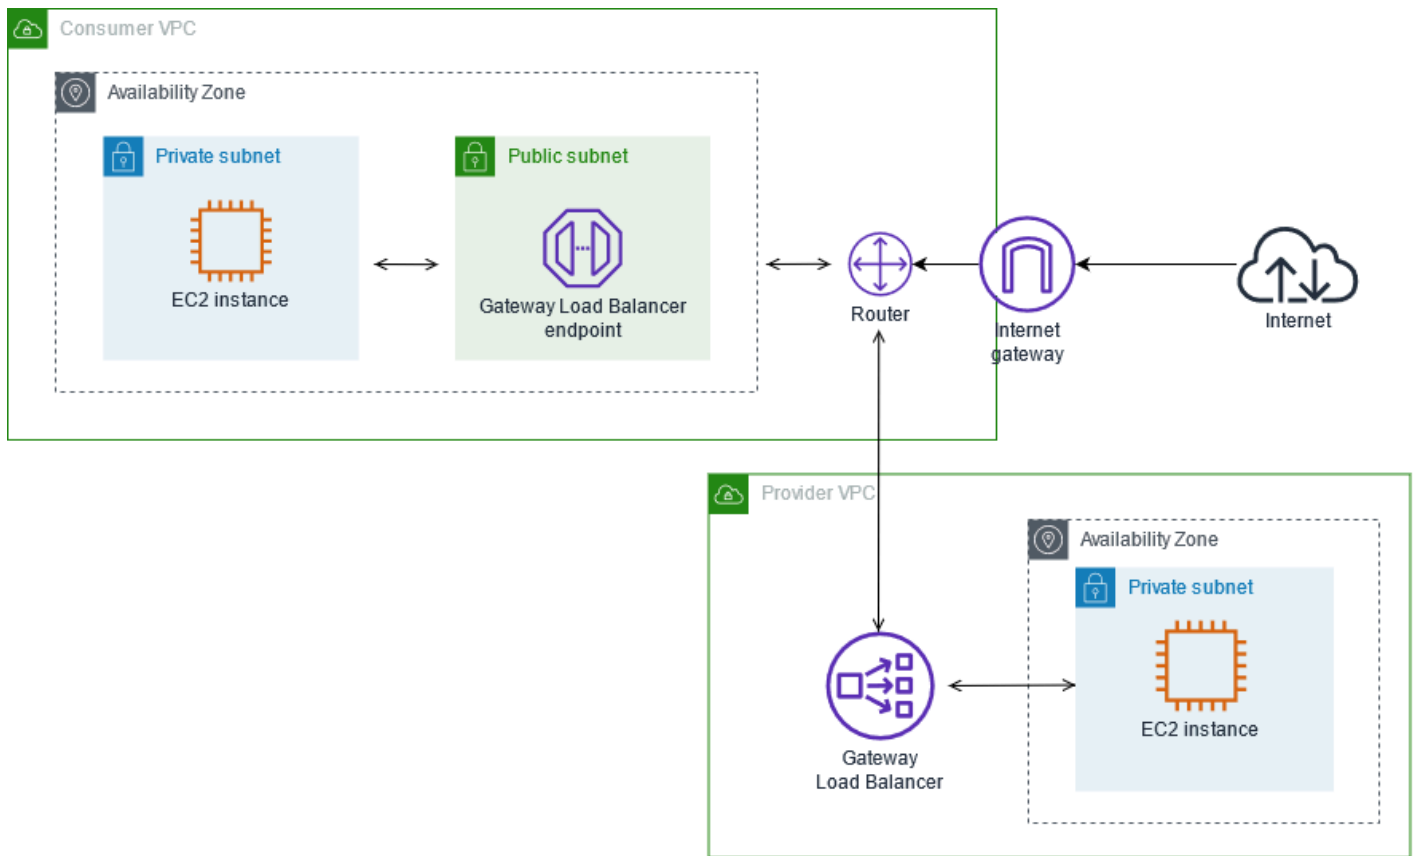 Consumer VPC
Availability Zone
Private subnet
EC2 instance
Public subnet
Gateway Load Balancer
endpoint
Router
Internet
gateway
Internet
Provider VPC
Availability Zone
Private subnet
EC2 instance
Gateway
Load Balancer